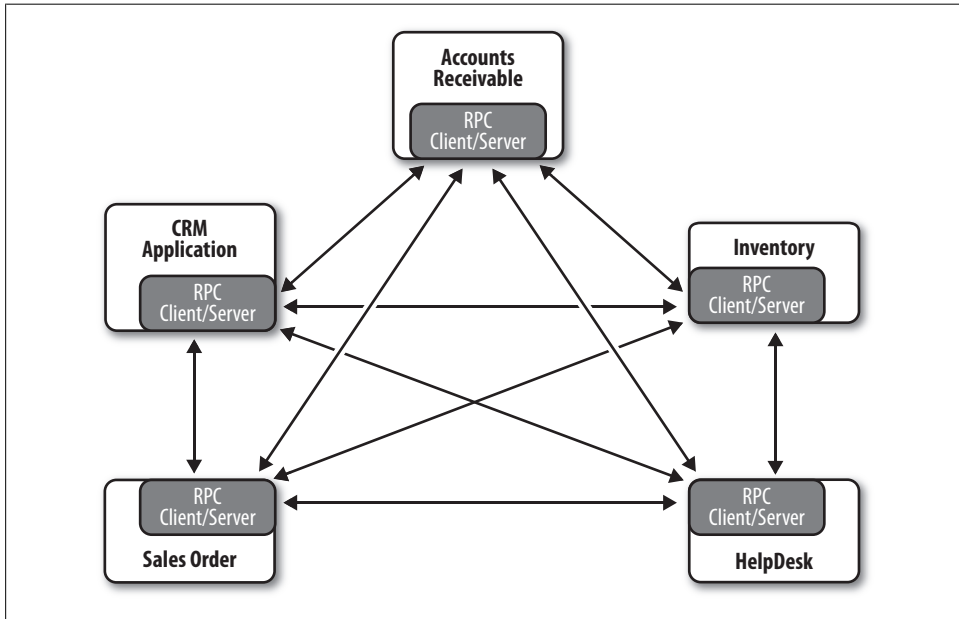 Accounts
Receivable
RPC
Client/Server
CRM
Application
RPC
Client/Server
Inventory
RPC
Client/Server
RPC
Client/Server
Sales Order
RPC
Client/Server
HelpDesk